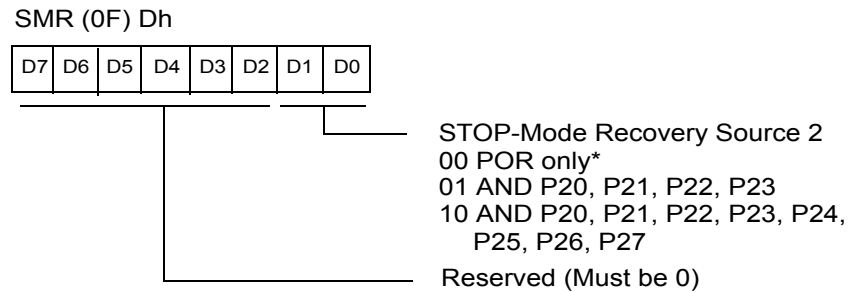 SMR (0F) Dh
D7 D6 D5 D4 D3 D2 D1 D0
STOP-Mode Recovery Source 2
00 POR only*
01 AND P20, P21, P22, P23
10 AND P20, P21, P22, P23, P24,
P25, P26, P27
Reserved (Must be 0)